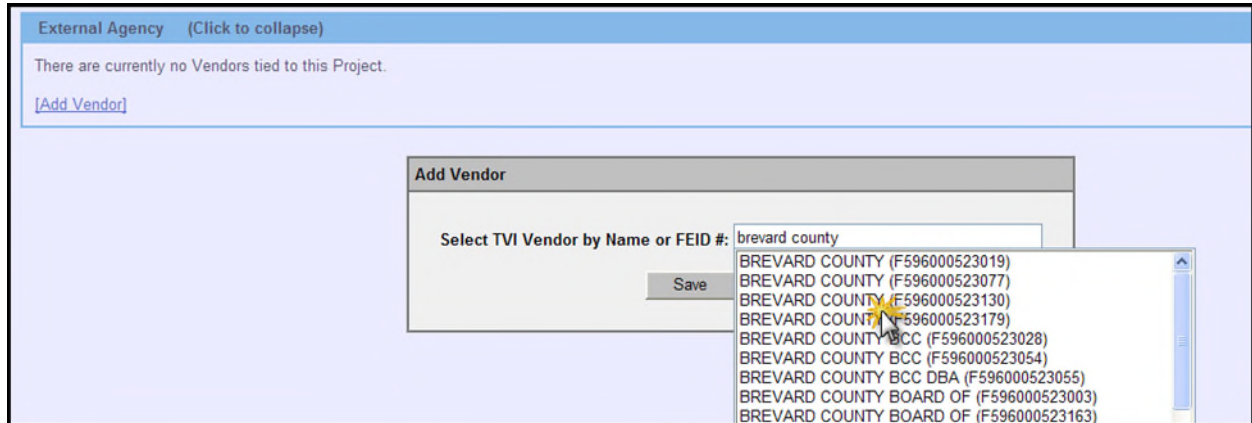 External Agency (Click to collapse)
There are currently no Vendors tied to this Project.
[Add Vendor]
Add Vendor
Select TVI Vendor by Name or FEID #: brevard county
BREVARD COUNTY (F596000523019)
Save
BREVARD COUNTY (F596000523077)
BREVARD COUNTY (F596000523130)
BREVARD COUNTY (F596000523179)
BREVARD COUNTY BCC (F596000523028)
BREVARD COUNTY BCC (F596000523054)
BREVARD COUNTY BCC DBA (F596000523055)
BREVARD COUNTY BOARD OF (F596000523003)
BREVARD COUNTY BOARD OF (F596000523163)